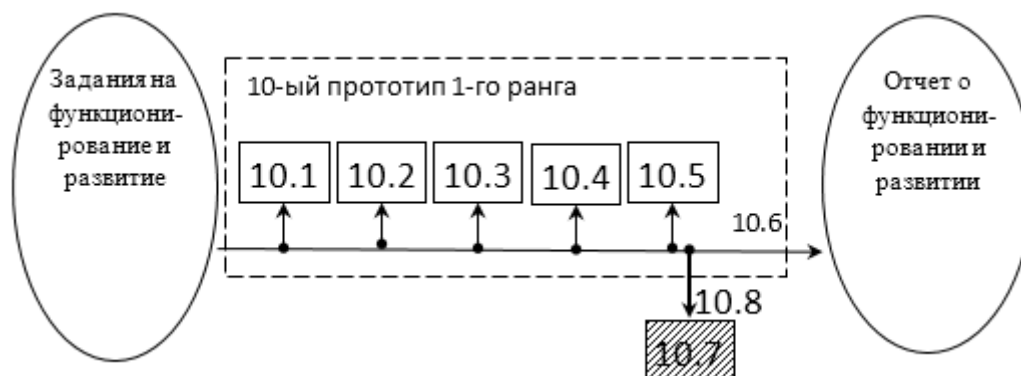 Задания на
функциони-
рование и
развитие
10-ый прототип 1-го ранга
10.1 10.2 10.3 10.4 10.5
10.6
10.8
10.7
Отчет о
функциони-
ровании и
развитии